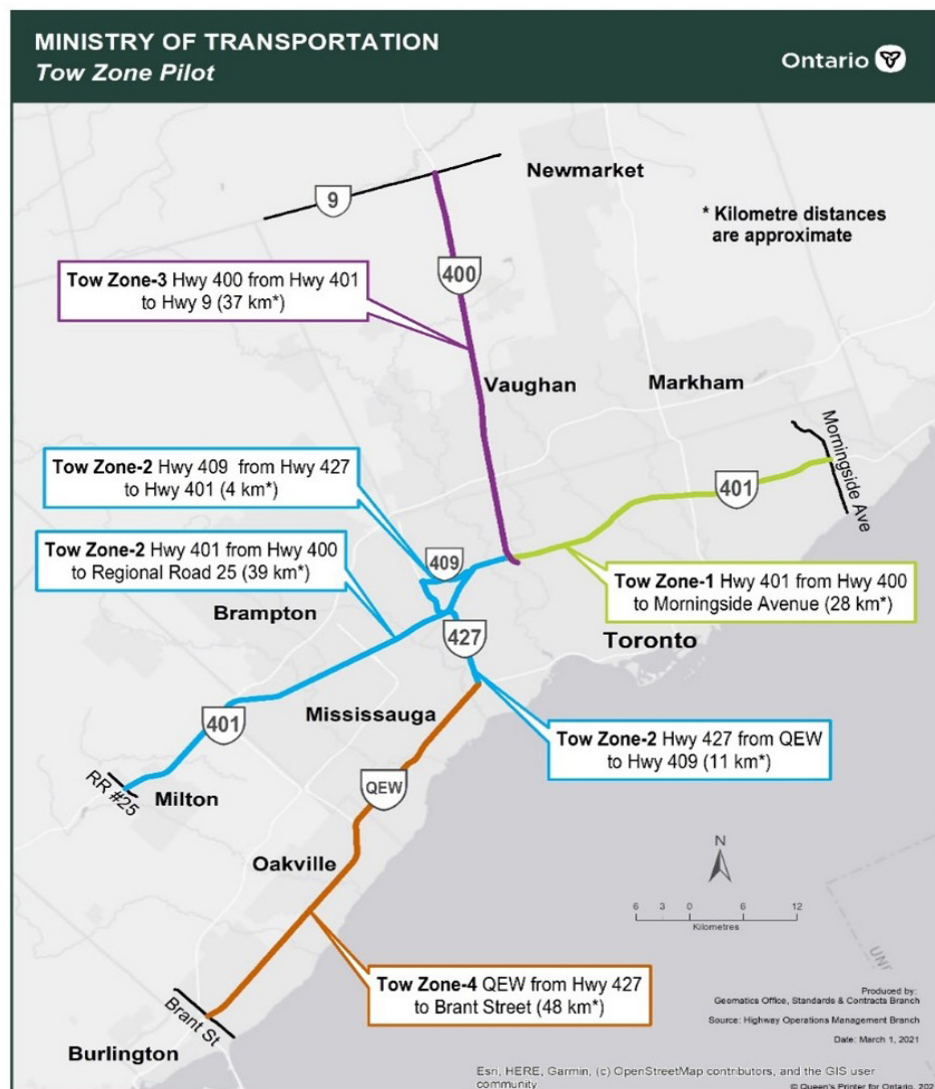 MINISTRY OF TRANSPORTATION
Tow Zone Pilot
Ontario
Newmarket
9
* Kilometre distances
are approximate
400
Tow Zone-3 Hwy 400 from Hwy 401
to Hwy 9 (37 km*)
Vaughan
Markham
Morningside Ave
Tow Zone-2 Hwy 409 from Hwy 427
to Hwy 401 (4 km*)
401
Tow Zone-2 Hwy 401 from Hwy 400
to Regional Road 25 (39 km*)
409
Tow Zone-1 Hwy 401 from Hwy 400
to Morningside Avenue (28 km*)
Brampton
427
Toronto
Mississauga
401
Tow Zone-2 Hwy 427 from QEW
to Hwy 409 (11 km*)
RR #25
Milton
QEW
Oakville
N
6 3 0 6 12
Kilometres
Tow Zone-4 QEW from Hwy 427
to Brant Street (48 km*)
Brant St
Burlington
Produced by:
Geomatics Office, Standards & Contracts Branch
Source: Highway Operations Management Branch
Date: March 1, 2021
Esri, HERE, Garmin, (c) OpenStreetMap contributors, and the GIS user
community
© Queen's Printer for Ontario, 202